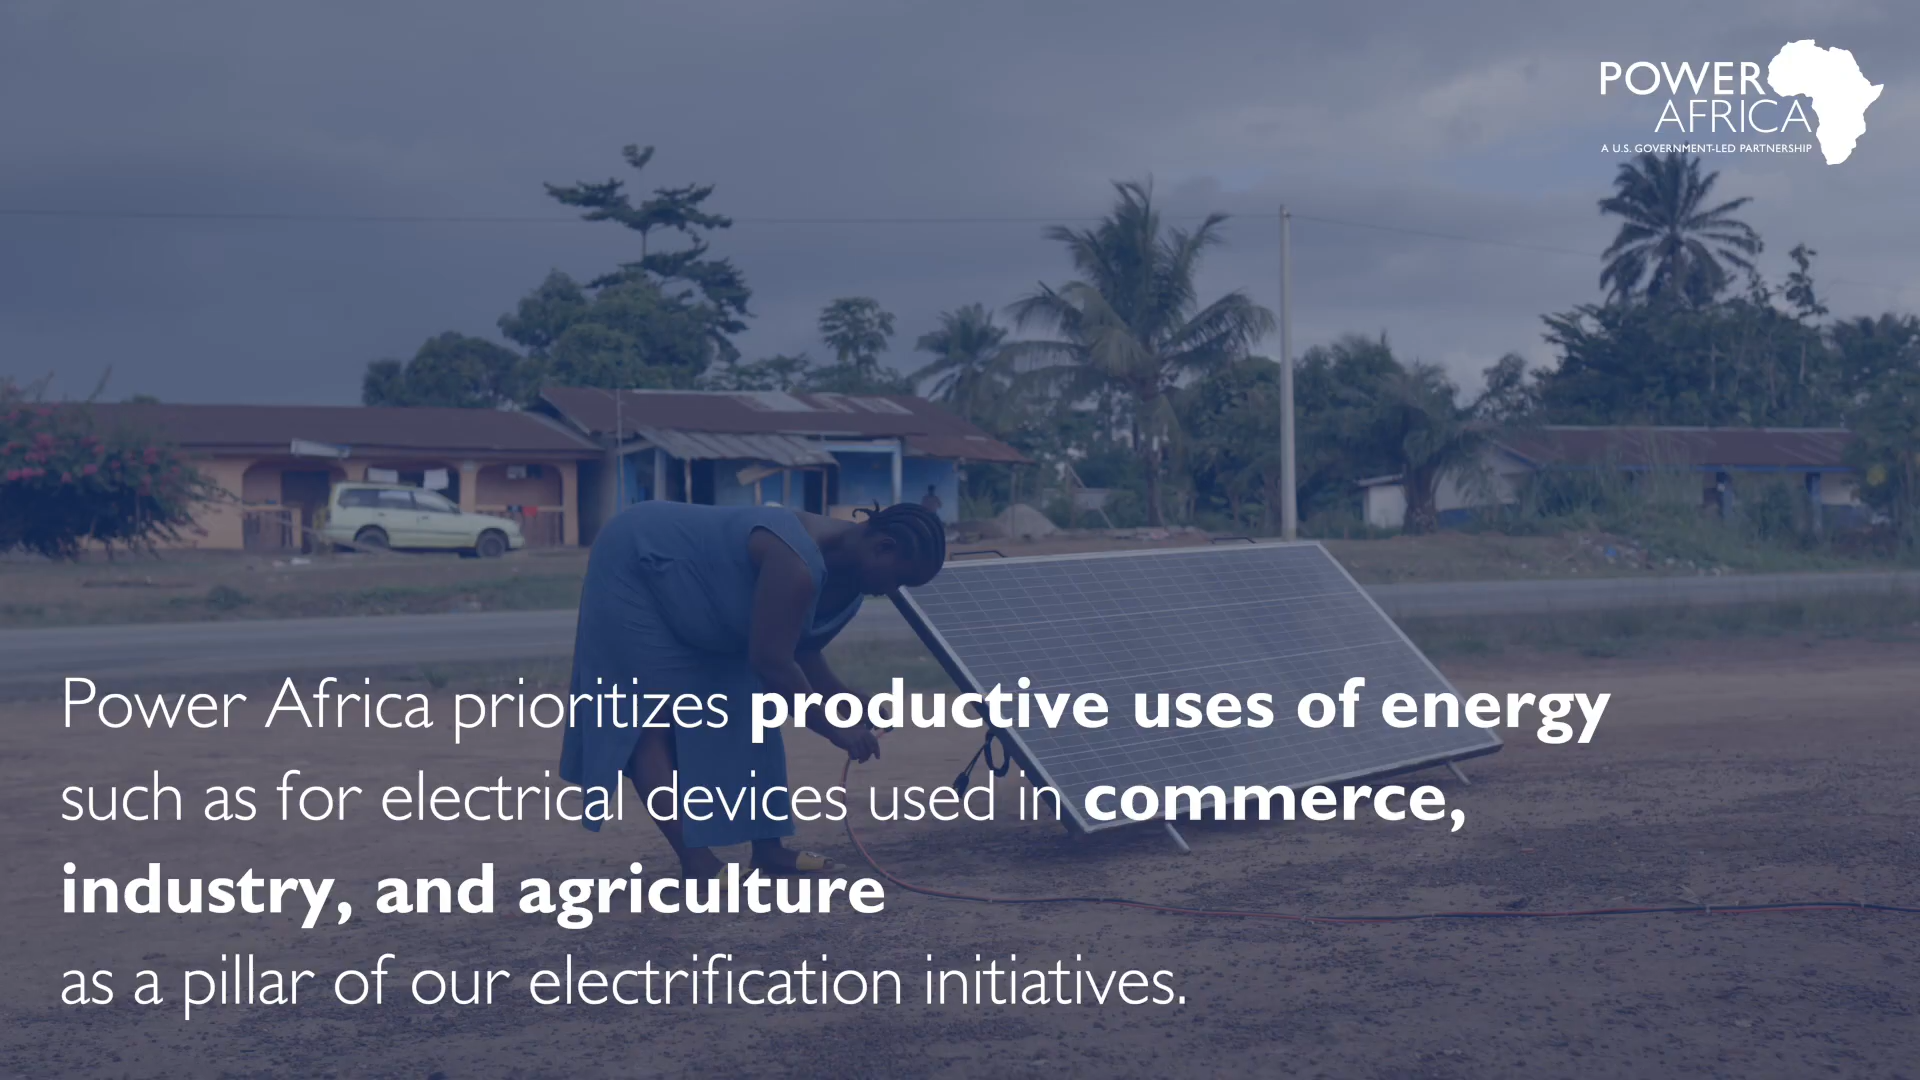 POWER
AFRICA
A U.S. GOVERNMENT-LED PARTNERSHIP
Power Africa prioritizes productive uses of energy
such as for electrical devices used in commerce,
industry, and agriculture
as a pillar of our electrification initiatives.